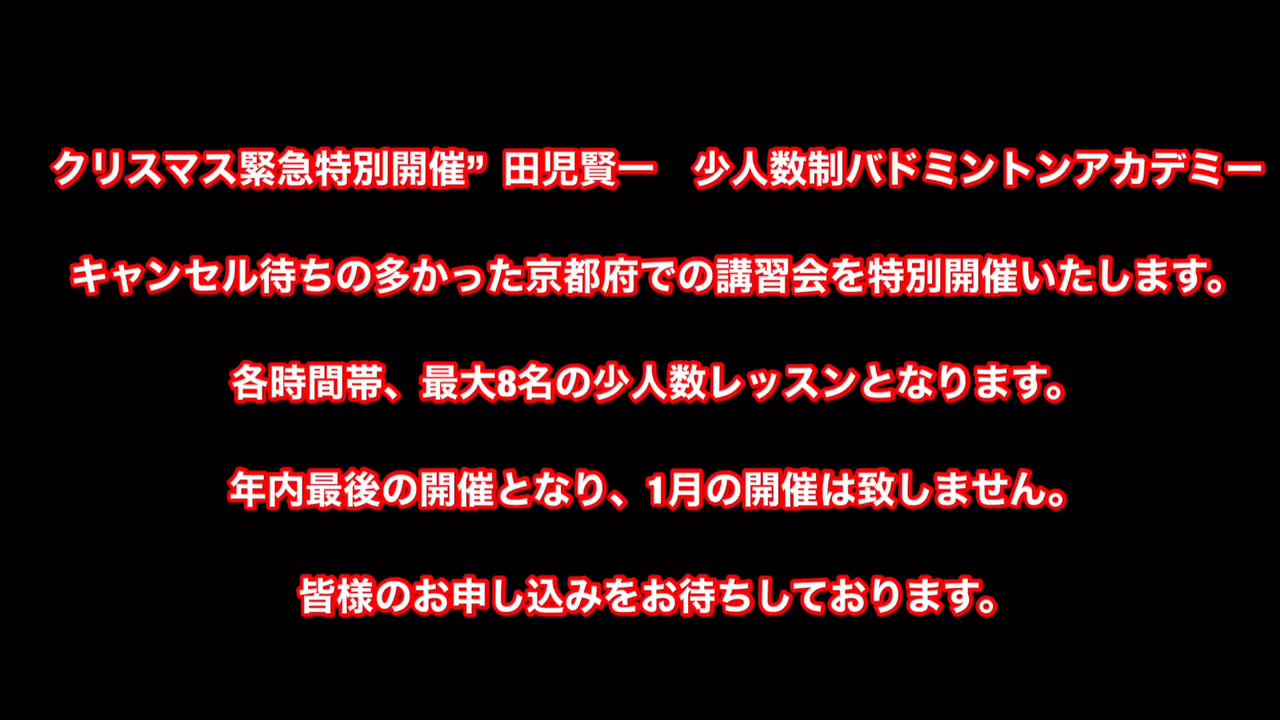 クリスマス緊急特別開催” 田児賢一　少人数制バドミントンアカデミー
キャンセル待ちの多かった京都府での講習会を特別開催いたします。
各時間帯、最大8名の少人数レッスンとなります。
年内最後の開催となり、1月の開催は致しません。
皆様のお申し込みをお待ちしております。